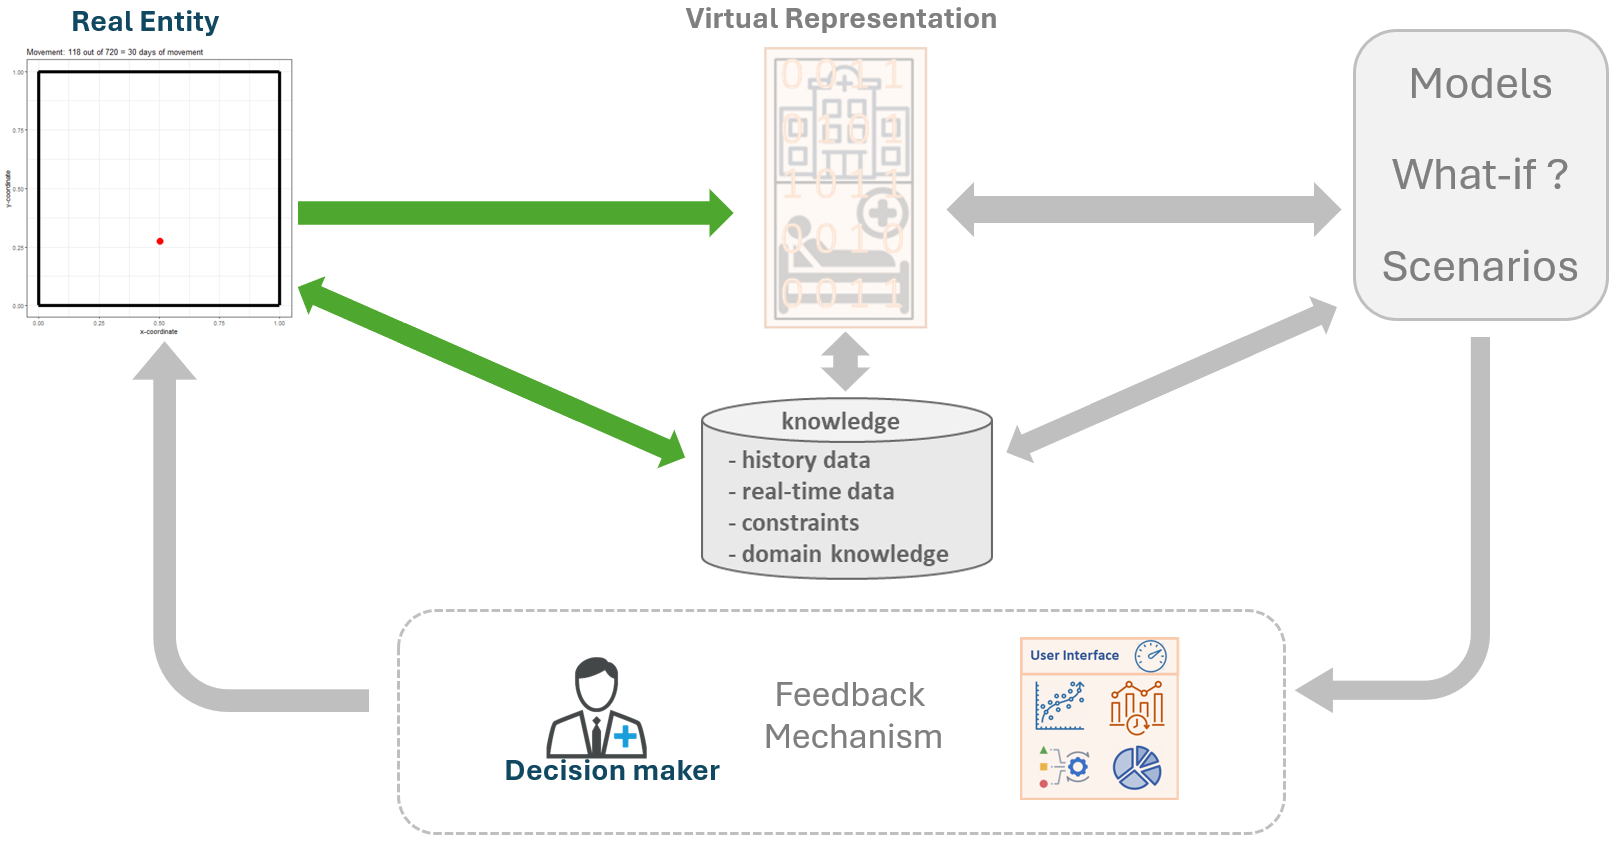 Real Entity
Virtual Representation
Movement: 118 out of 720 = 30 days of movement
1.00
0.75
0.50
0.25
0.00
y-coordinate
0.00
0.25
0.50
0.75
1.00
x-coordinate
0 0 1 1
0 1 0 1
1 0 1 1
0 0 1 0
0 0 1 1
Models
What-if ?
Scenarios
knowledge
- history data
- real-time data
- constraints
- domain knowledge
Decision maker
Feedback
Mechanism
User Interface